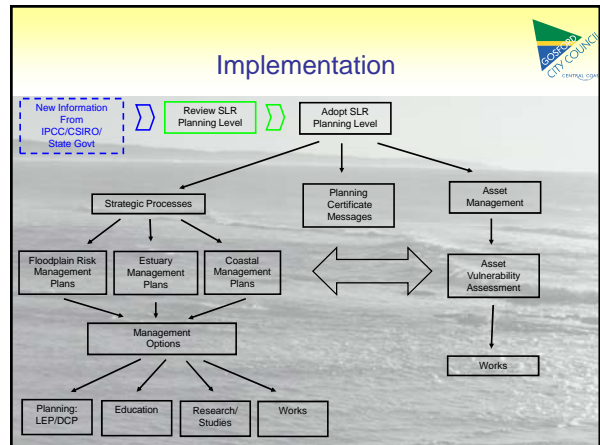 Implementation
GOSFORD
CITY COUNCIL
CENTRAL COAST
New Information
From
IPCC/CSIRO/
State Govt
Review SLR
Planning Level
Adopt SLR
Planning Level
Strategic Processes
Planning
Certificate
Messages
Asset
Management
Floodplain Risk
Management
Plans
Estuary
Management
Plans
Coastal
Management
Plans
Asset
Vulnerability
Assessment
Management
Options
Works
Planning:
LEP/DCP
Education
Research/
Studies
Works